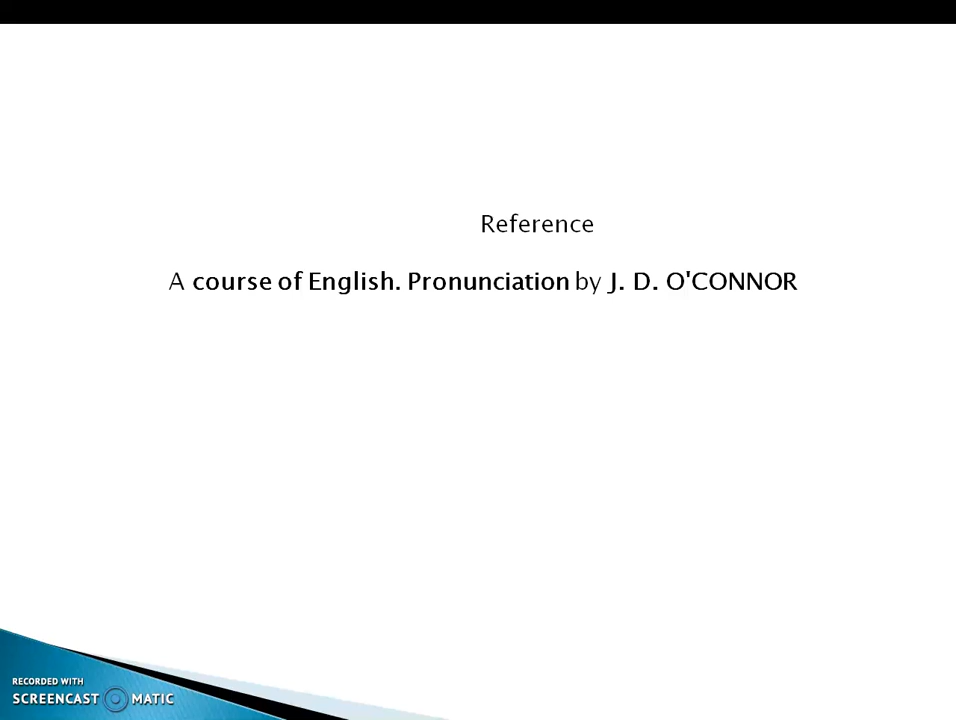 Reference
A course of English. Pronunciation by J. D. O'CONNOR
RECORDED WITH
SCREENCAST MATIC